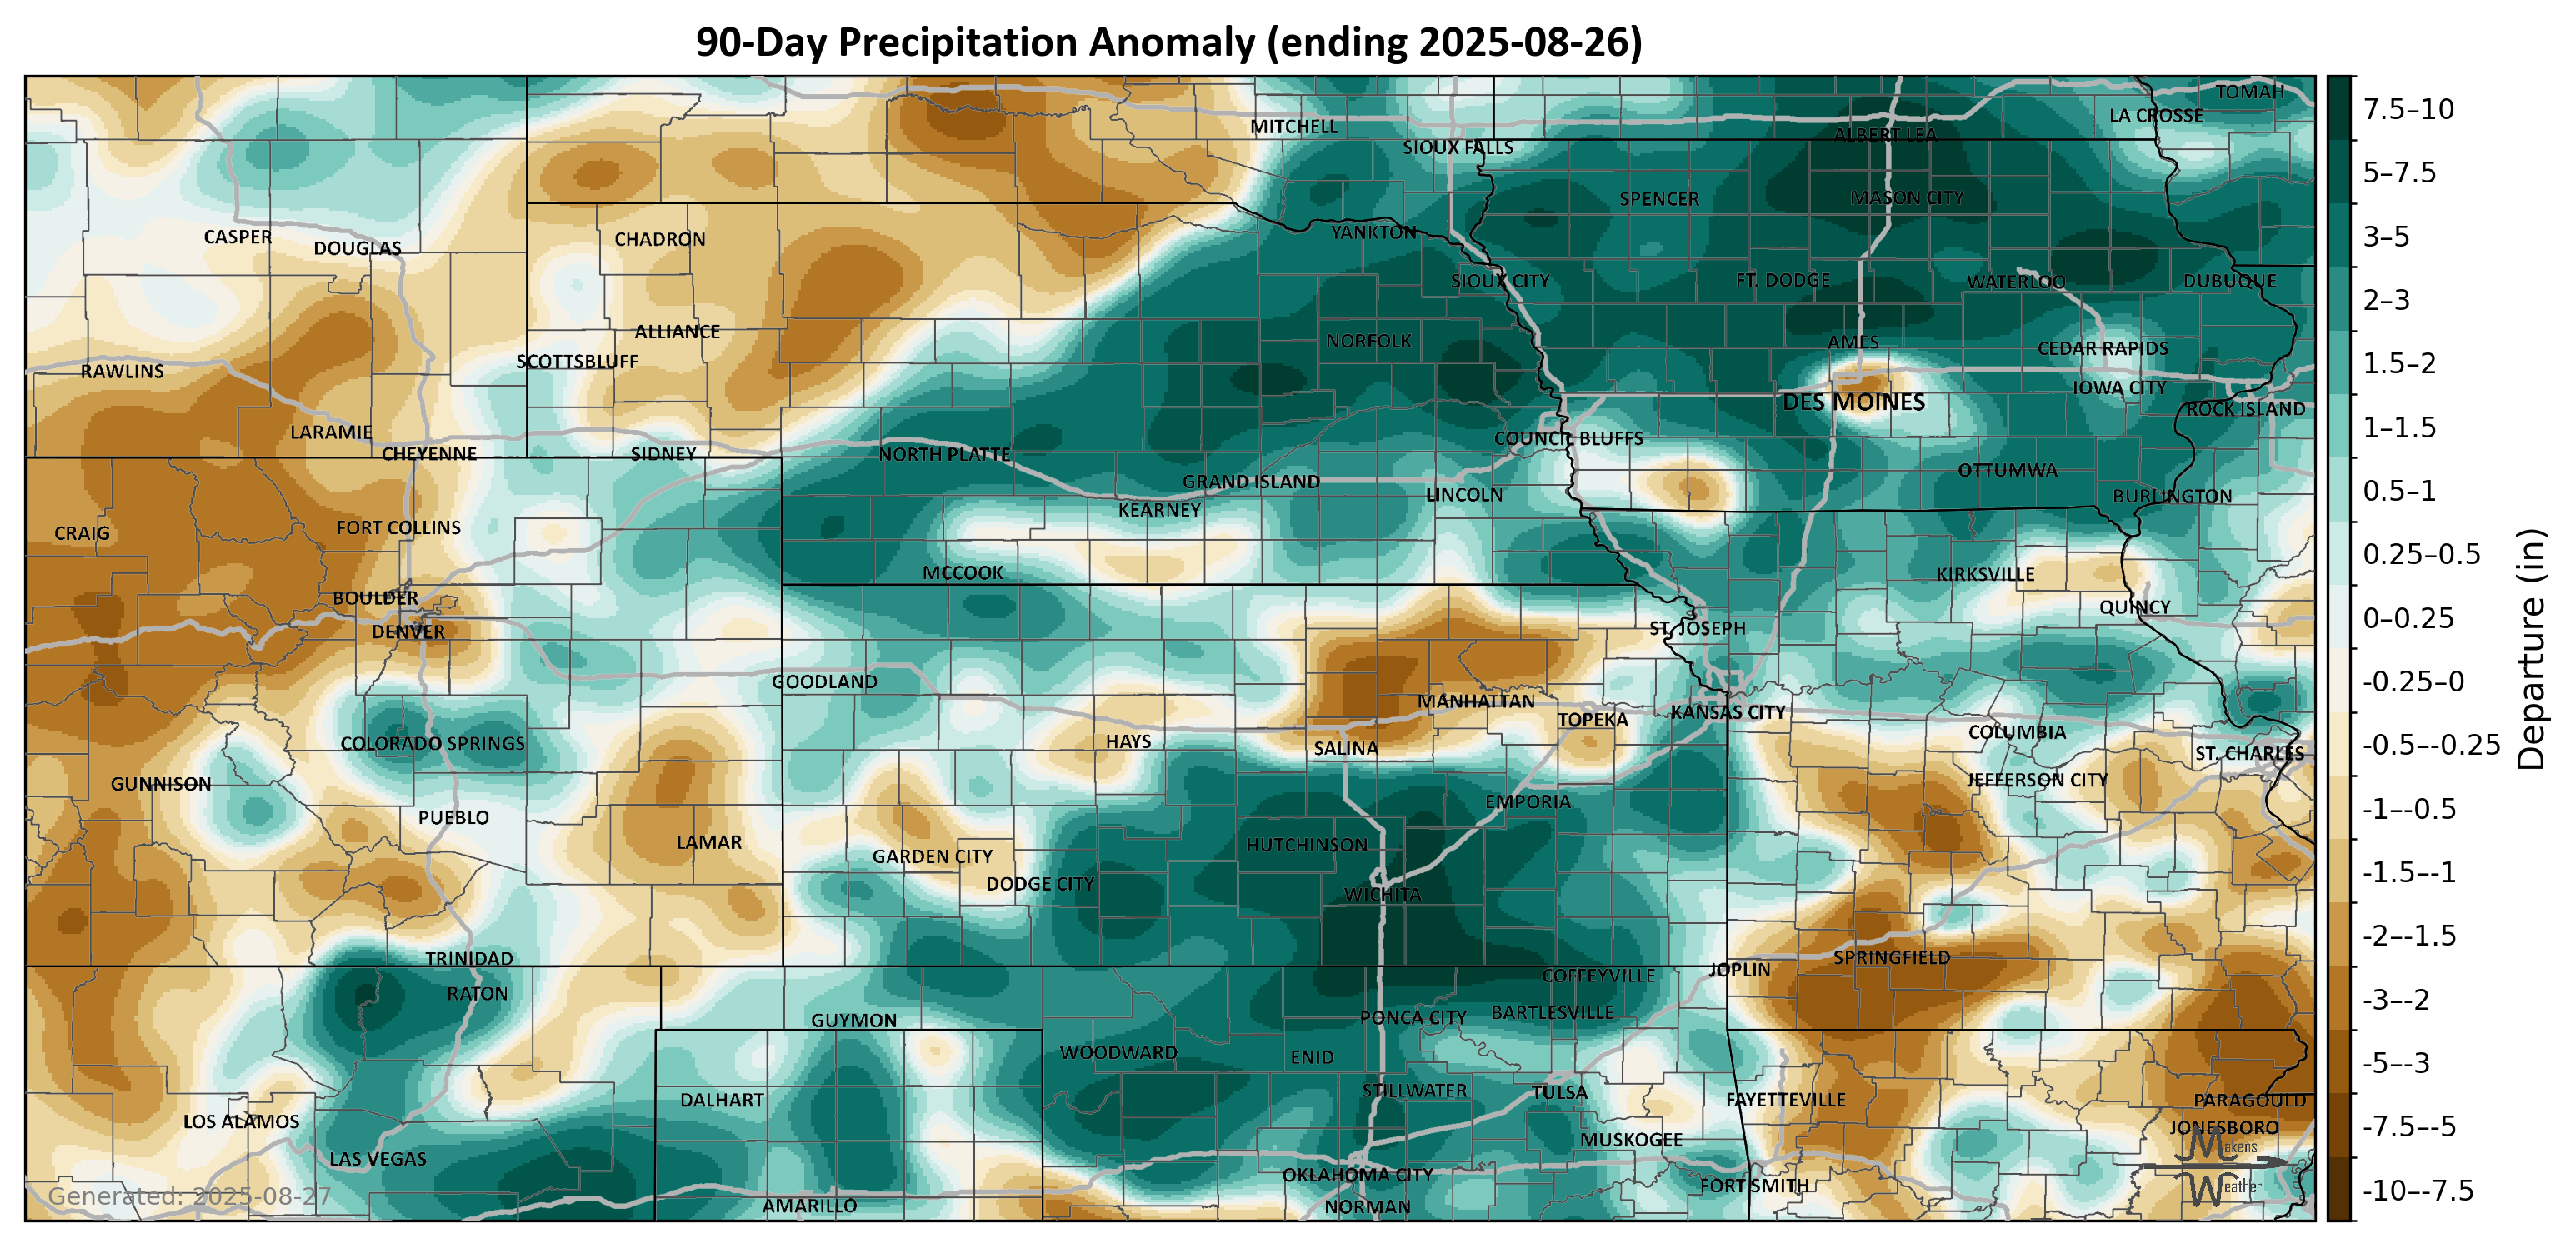 90-Day Precipitation Anomaly (ending 2025-08-26)
TOMAH
LA CROSSE
MITCHELL
ALBERT LEA
SIOUX FALLS
SPENCER
MASON CITY
YANKTON
CASPER
CHADRON
DOUGLAS
SIOUX CITY
FT. DODGE
WATERLOO
DUBUQUE
ALLIANCE
NORFOLK
AMES
CEDAR RAPIDS
SCOTTSBLUFF
RAWLINS
IOWA CITY
DES MOINES
ROCK ISLAND
LARAMIE
COUNCIL BLUFFS
CHEYENNE
SIDNEY
NORTH PLATTE
OTTUMWA
GRAND ISLAND
LINCOLN
BURLINGTON
KEARNEY
CRAIG
FORT COLLINS
MCCOOK
KIRKSVILLE
BOULDER
QUINCY
DENVER
ST. JOSEPH
GOODLAND
MANHATTAN
KANSAS CITY
TOPEKA
COLUMBIA
COLORADO SPRINGS
HAYS
SALINA
ST. CHARLES
GUNNISON
JEFFERSON CITY
EMPORIA
PUEBLO
LAMAR
HUTCHINSON
GARDEN CITY
DODGE CITY
WICHITA
TRINIDAD
SPRINGFIELD
JOPLIN
COFFEYVILLE
RATON
BARTLESVILLE
GUYMON
PONCA CITY
WOODWARD
ENID
STILLWATER
TULSA
DALHART
FAYETTEVILLE
PARAGOULD
LOS ALAMOS
JONESBORO
MUSKOGEE
LAS VEGAS
OKLAHOMA CITY
FORT SMITH
AMARILLO
NORMAN
Generated: 2025-08-27
Makens
Weather
7.5–10
5–7.5
3–5
2–3
1.5–2
1–1.5
0.5–1
0.25–0.5
0–0.25
-0.25–0
-0.5–-0.25
-1–-0.5
-1.5–-1
-2–-1.5
-3–-2
-5–-3
-7.5–-5
-10–-7.5
Departure (in)